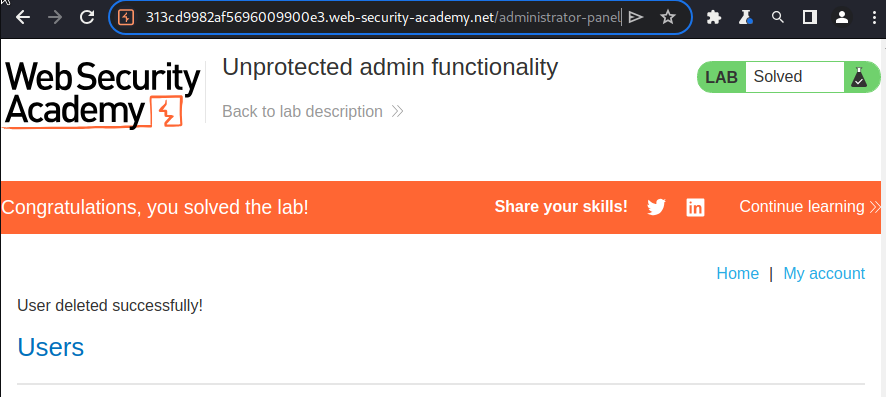 313cd9982af5696009900e3.web-security-academy.net/administrator-panel
Web Security
Academy
Unprotected admin functionality
Back to lab description
LAB Solved
Congratulations, you solved the lab!
Share your skills!
Continue learning
Home | My account
User deleted successfully!
Users